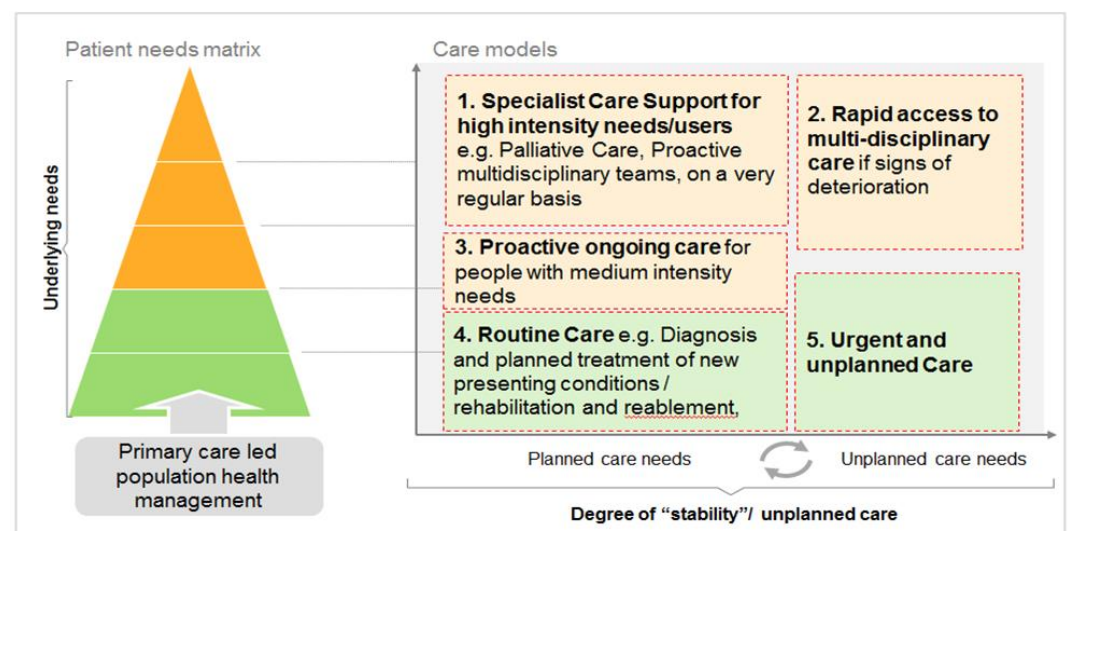 Patient needs matrix
Care models
Underlying needs
1. Specialist Care Support for
high intensity needs/users
e.g. Palliative Care, Proactive
multidisciplinary teams, on a very
regular basis
2. Rapid access to
multi-disciplinary
care if signs of
deterioration
3. Proactive ongoing care for
people with medium intensity
needs
4. Routine Care e.g. Diagnosis
and planned treatment of new
presenting conditions /
rehabilitation and reablement,
5. Urgent and
unplanned Care
Primary care led
population health
management
Planned care needs
Unplanned care needs
Degree of “stability”/ unplanned care